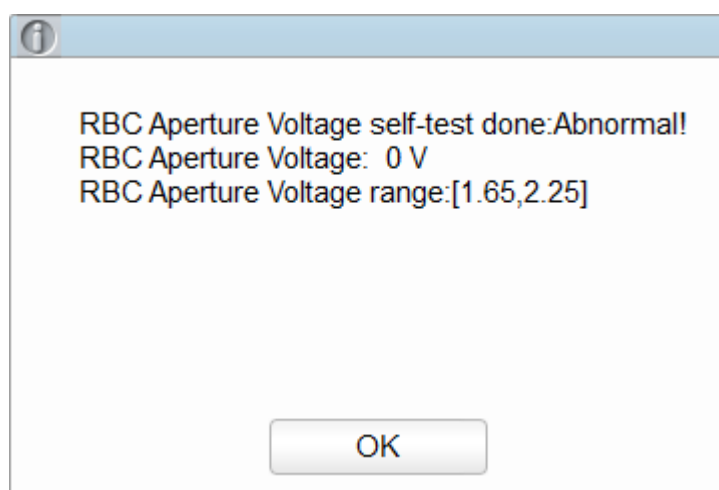 RBC Aperture Voltage self-test done:Abnormal!
RBC Aperture Voltage:  0 V
RBC Aperture Voltage range:[1.65,2.25]
OK